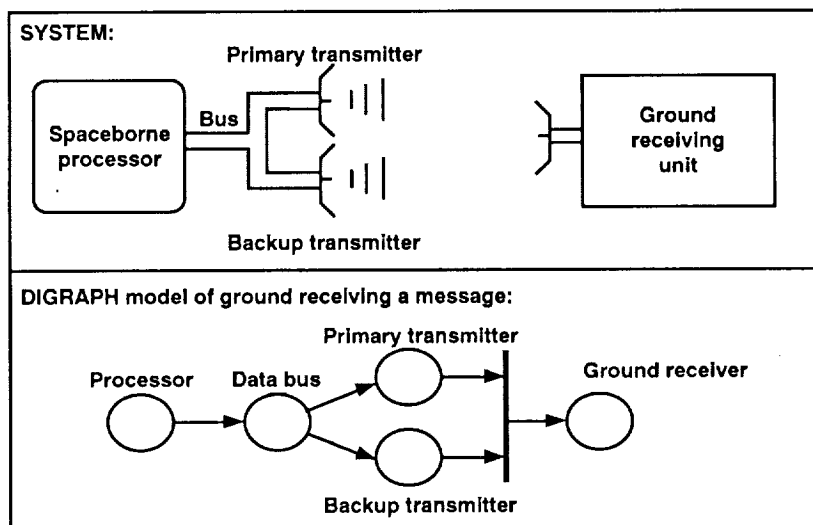 SYSTEM:
Primary transmitter
Bus
Spaceborne
processor
Ground
receiving
unit
Backup transmitter
DIGRAPH model of ground receiving a message:
Primary transmitter
Processor
Data bus
Ground receiver
Backup transmitter